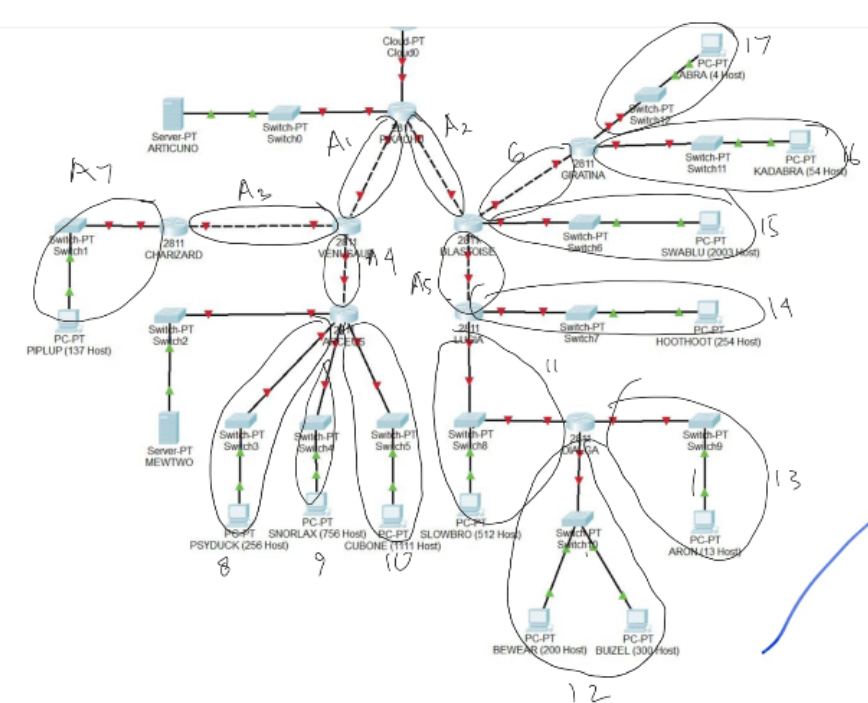 Cloud-PT
Cloud0
17
PC-PT
ABRA (4 Host)
Switch-PT
Switch12
Server-PT
ARTICUNO
Switch-PT
Switch0
2811
A1
A2
6
2811
GIRATINA
Switch-PT
Switch11
PC-PT
KADABRA (54 Host)
16
A7
A3
Switch-PT
Switch1
2811
CHARIZARD
2811
VENUSAUR
A4
2811
BLASTOISE
Switch-PT
Switch6
PC-PT
SWABLU (2003 Host)
15
A5
PC-PT
PIPLUP (137 Host)
Switch-PT
Switch2
2811
ARCEUS
2811
LUGIA
Switch-PT
Switch7
PC-PT
HOOTHOOT (254 Host)
14
11
Server-PT
MEWTWO
Switch-PT
Switch3
Switch-PT
Switch4
Switch-PT
Switch5
Switch-PT
Switch8
2811
DIALGA
Switch-PT
Switch9
13
PC-PT
PSYDUCK (256 Host)
8
PC-PT
SNORLAX (756 Host)
9
PC-PT
CUBONE (1111 Host)
10
PC-PT
SLOWBRO (512 Host)
Switch-PT
Switch10
PC-PT
ARON (13 Host)
PC-PT
BEWEAR (200 Host)
PC-PT
BUIZEL (300 Host)
12